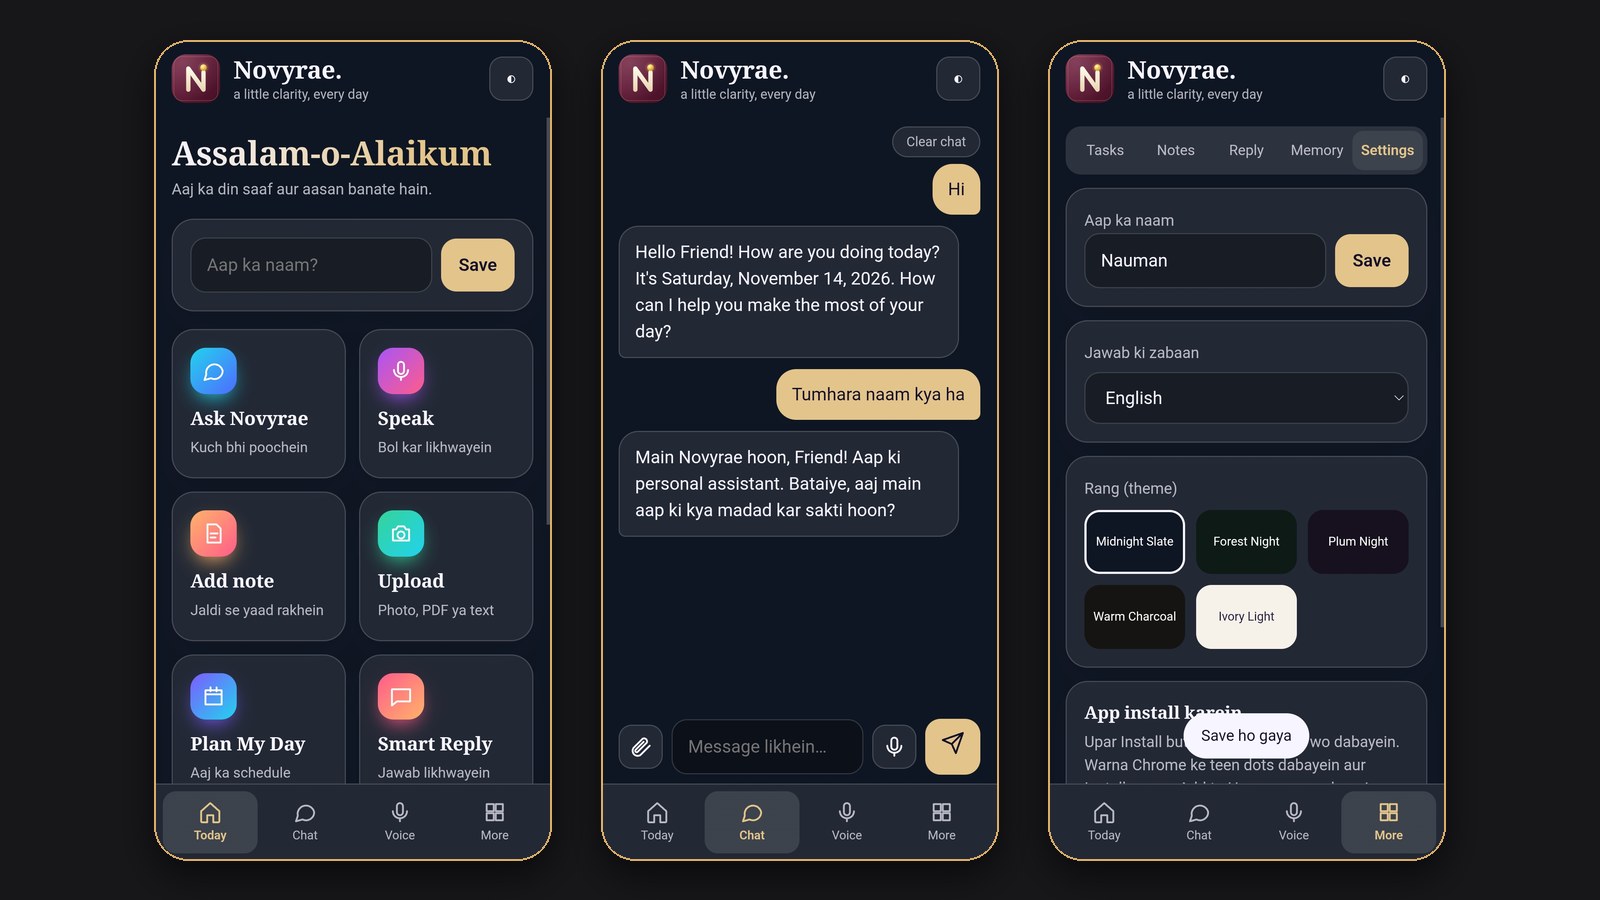 N
Novyrae.
a little clarity, every day
Assalam-o-Alaikum
Aaj ka din saaf aur aasan banate hain.
Aap ka naam?
Save
Ask Novyrae
Kuch bhi poochein
Speak
Bol kar likhwayein
Add note
Jaldi se yaad rakhein
Upload
Photo, PDF ya text
Plan My Day
Aaj ka schedule
Smart Reply
Jawab likhwayein
Today
Chat
Voice
More
N
Novyrae.
a little clarity, every day
Clear chat
Hi
Hello Friend! How are you doing today?
It's Saturday, November 14, 2026. How
can I help you make the most of your
day?
Tumhara naam kya ha
Main Novyrae hoon, Friend! Aap ki
personal assistant. Bataiye, aaj main
aap ki kya madad kar sakti hoon?
Message likhein...
Today
Chat
Voice
More
N
Novyrae.
a little clarity, every day
Tasks
Notes
Reply
Memory
Settings
Aap ka naam
Nauman
Save
Jawab ki zabaan
English
Rang (theme)
Midnight Slate
Forest Night
Plum Night
Warm Charcoal
Ivory Light
App install karein
Save ho gaya
Upar Install wo dabayein.
Warna Chrome ke teen dots dabayein aur
Today
Chat
Voice
More